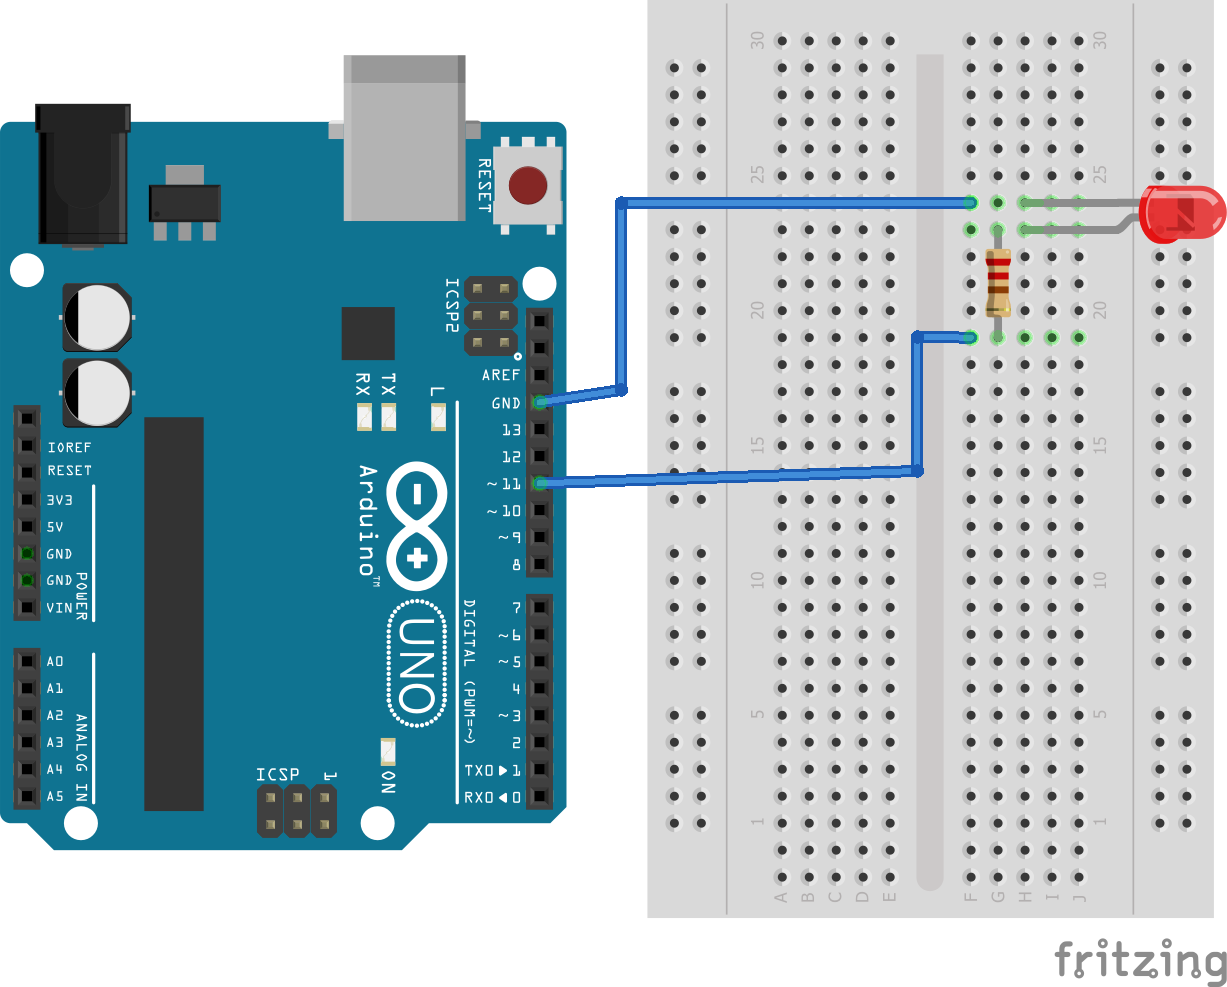 RESET
ICSP2
AREF
GND
13
12
~11
~10
~9
8
7
~6
~5
4
~3
2
TX0▶1
RX0◀0
DIGITAL (PWM=~)
RX
TX
L
Arduino™
UNO
ON
ICSP
1
IOREF
RESET
3V3
5V
GND
GND
VIN
POWER
A0
A1
A2
A3
A4
A5
ANALOG IN
30
30
25
25
20
20
15
15
10
10
5
5
1
1
A B C D E F G H I J
fritzing